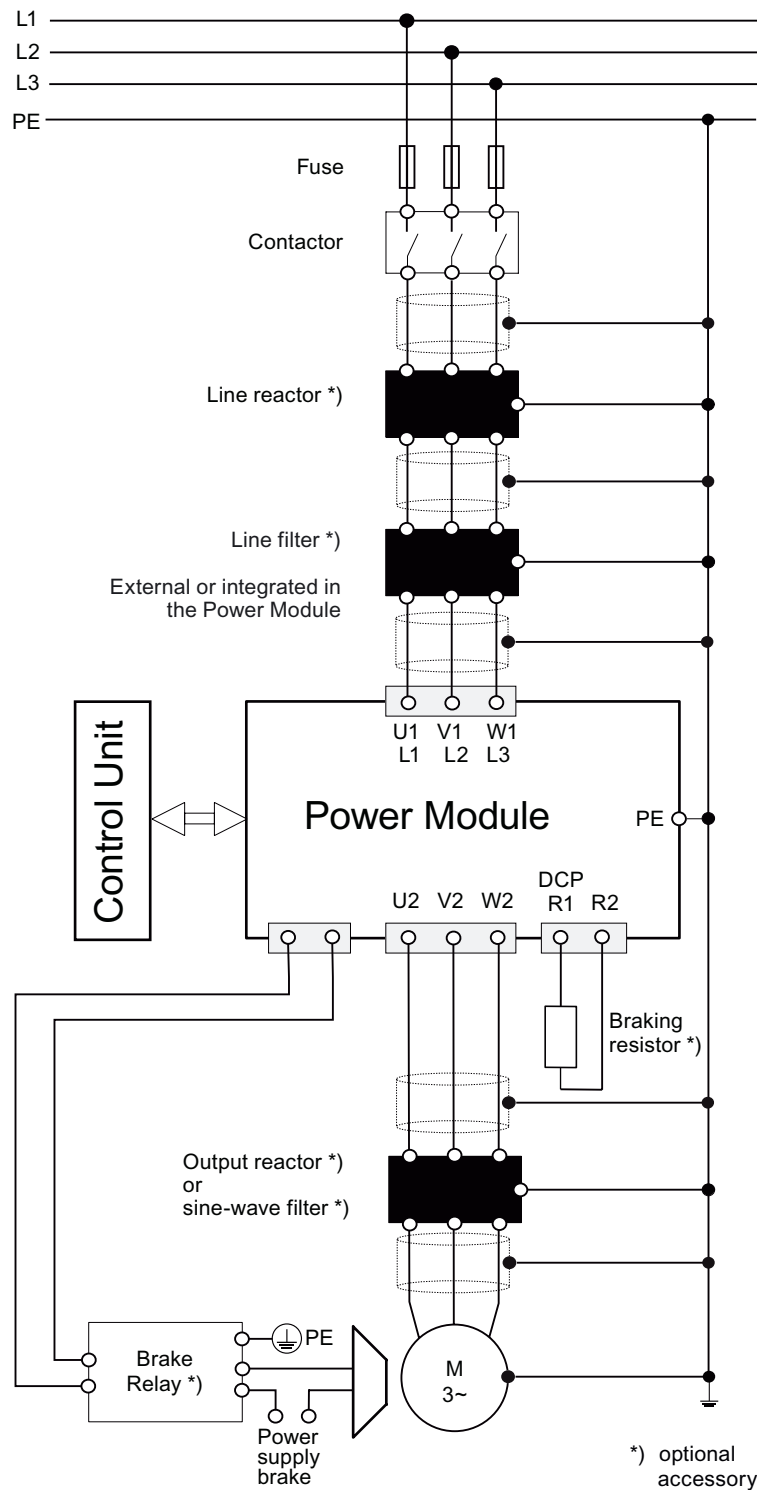 L1
L2
L3
PE
Fuse
Contactor
Line reactor *)
Line filter *)
External or integrated in
the Power Module
Control Unit
U1 V1 W1
L1 L2 L3
Power Module
PE
U2 V2 W2
DCP
R1 R2
Braking
resistor *)
Output reactor *)
or
sine-wave filter *)
Brake
Relay *)
PE
M
3~
Power
supply
brake
*) optional
accessory